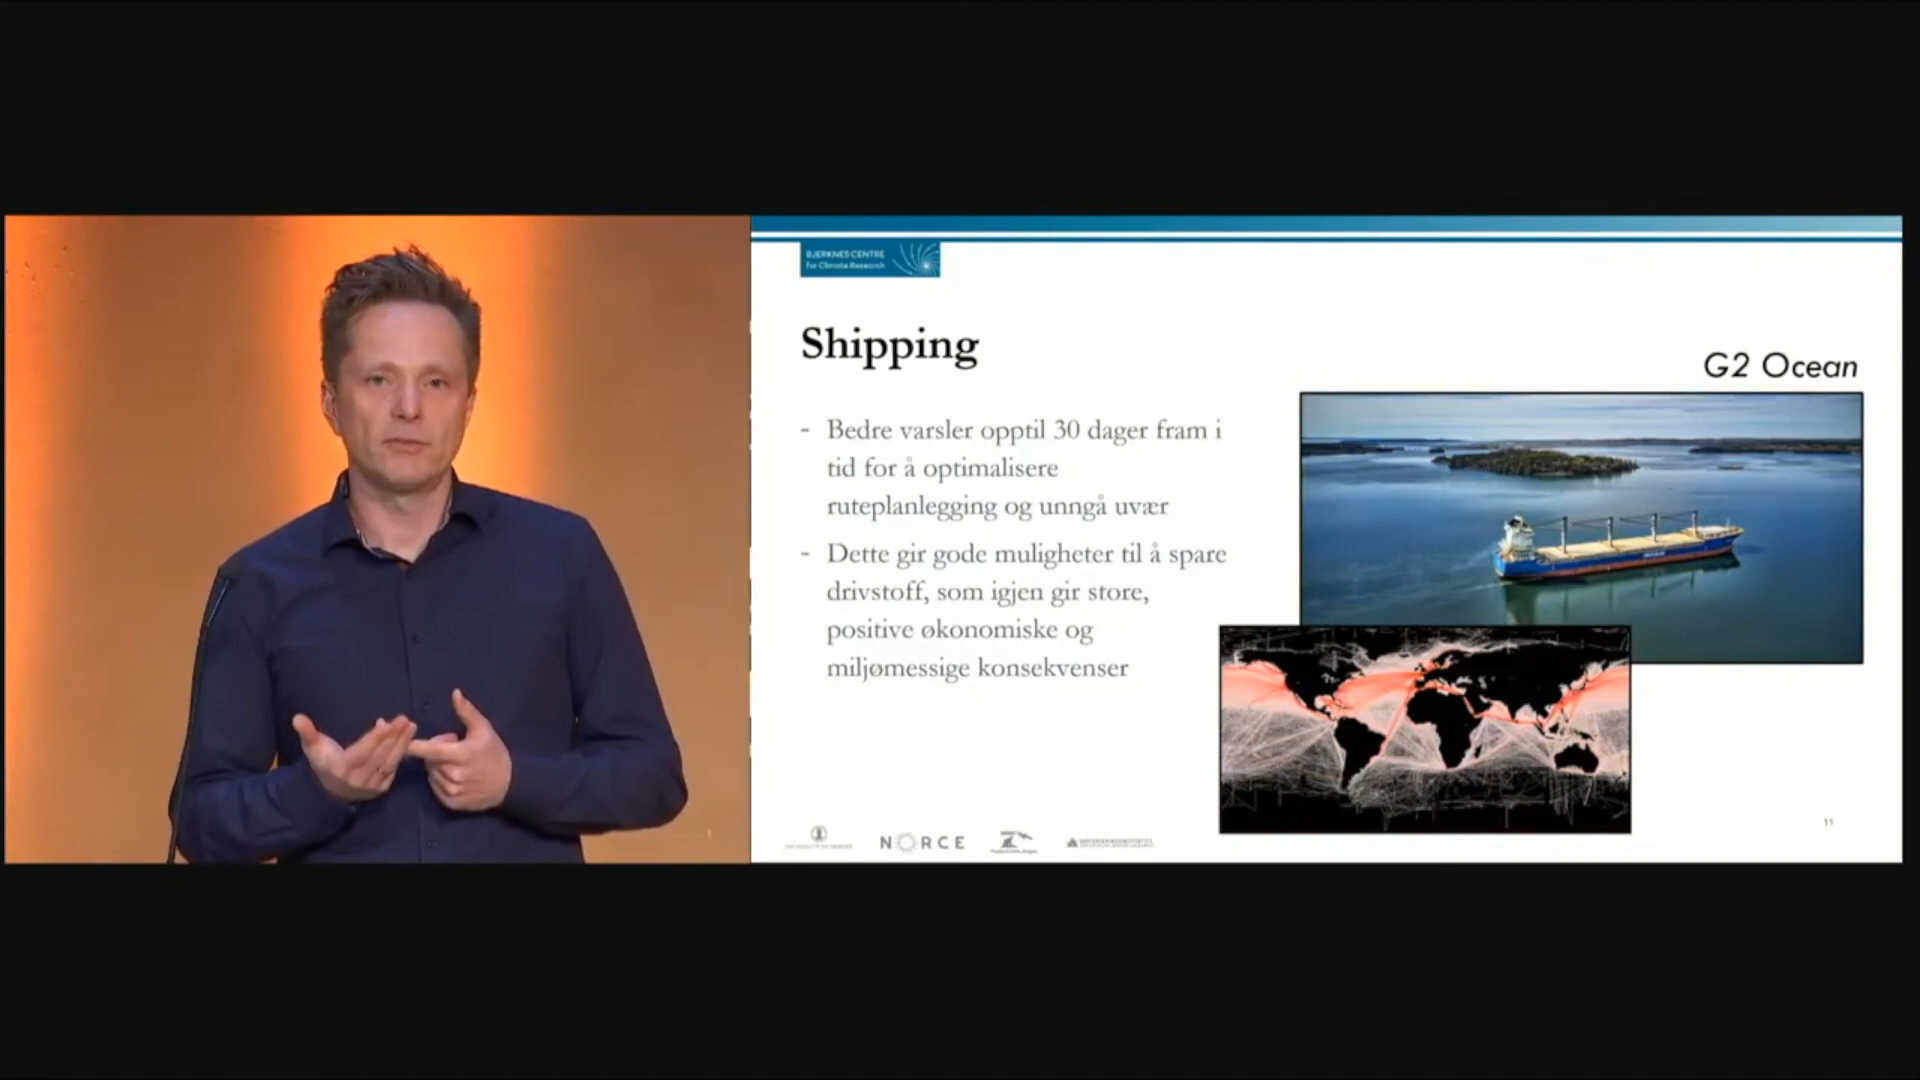 BJERKNES CENTRE
for Climate Research
Shipping
G2 Ocean
- Bedre varsler opptil 30 dager fram i
tid for å optimalisere
ruteplanlegging og unngå uvær
- Dette gir gode muligheter til å spare
drivstoff, som igjen gir store,
positive økonomiske og
miljømessige konsekvenser
NORCE
11